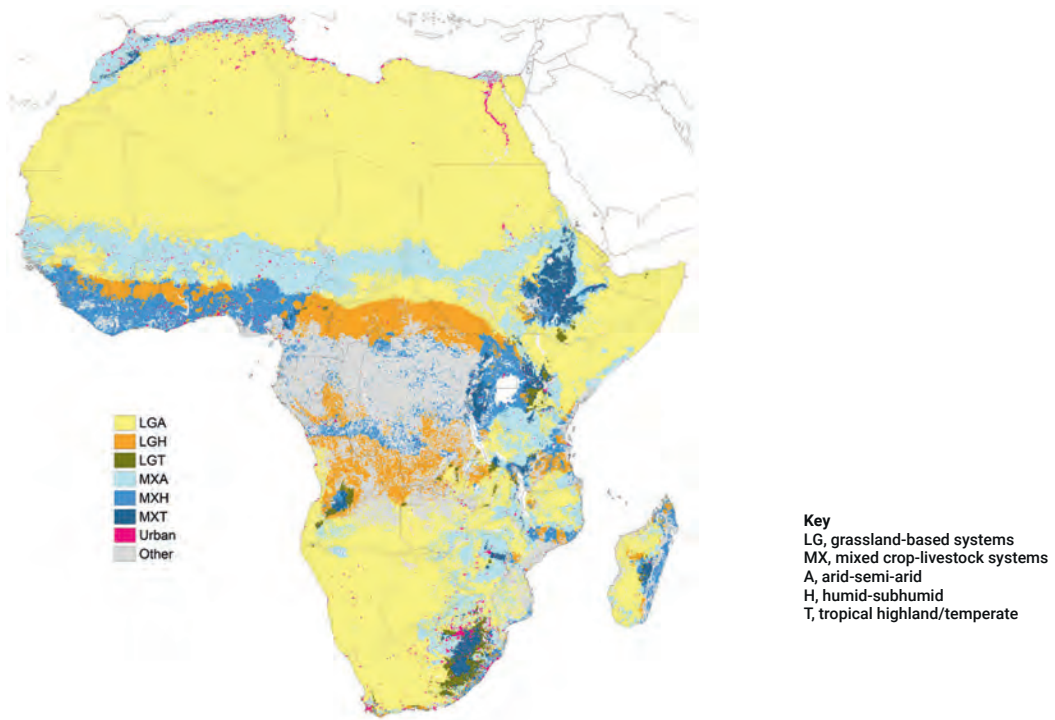 LGA
LGH
LGT
MXA
MXH
MXT
Urban
Other
Key
LG, grassland-based systems
MX, mixed crop-livestock systems
A, arid-semi-arid
H, humid-subhumid
T, tropical highland/temperate